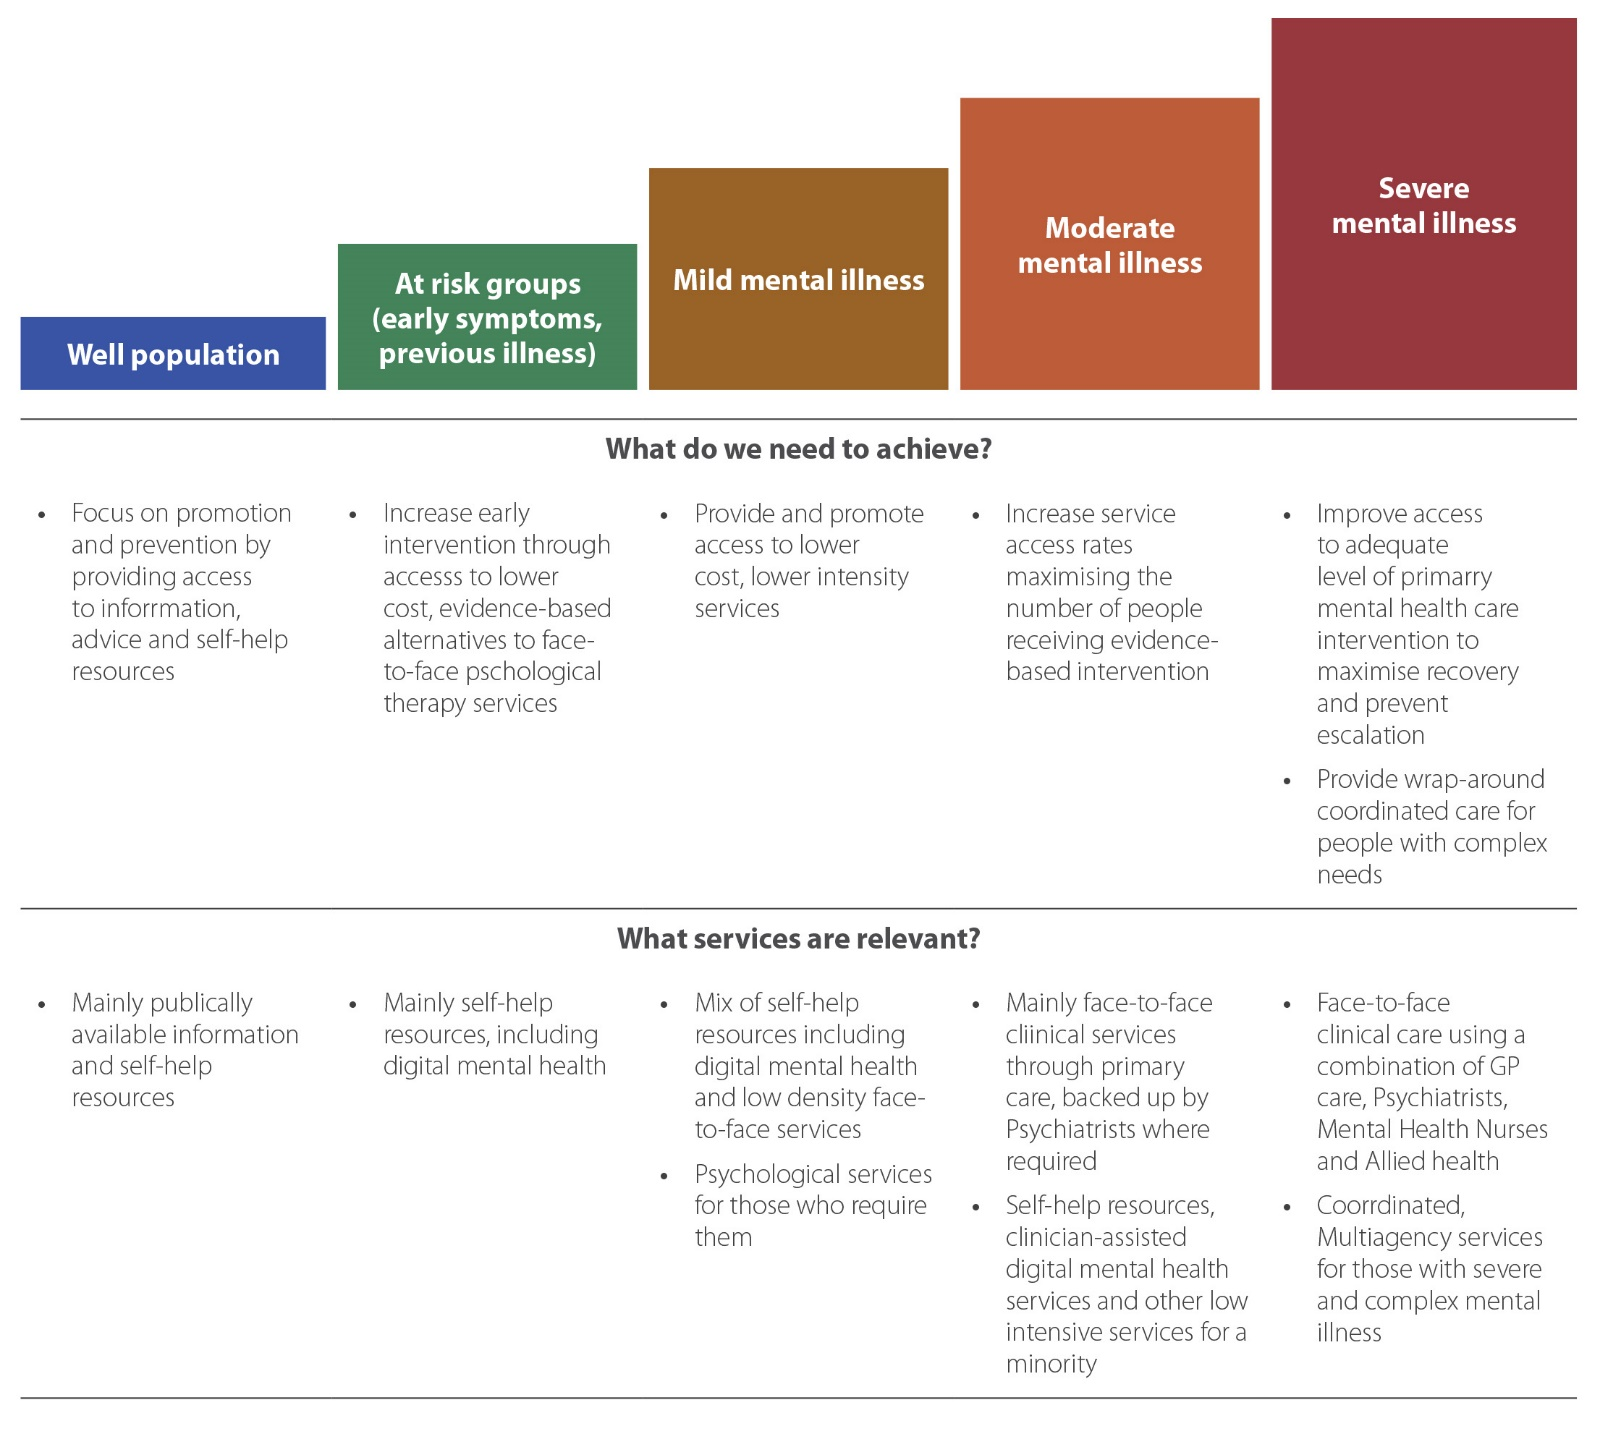 Well population
At risk groups
(early symptoms,
previous illness)
Mild mental illness
Moderate
mental illness
Severe
mental illness
What do we need to achieve?
• Focus on promotion
and prevention by
providing access
to inforrmation,
advice and self-help
resources
• Increase early
intervention through
accesss to lower
cost, evidence-based
alternatives to face-
to-face pschological
therapy services
• Provide and promote
access to lower
cost, lower intensity
services
• Increase service
access rates
maximising the
number of people
receiving evidence-
based intervention
• Improve access
to adequate
level of primarry
mental health care
intervention to
maximise recovery
and prevent
escalation
• Provide wrap-around
coordinated care for
people with complex
needs
What services are relevant?
• Mainly publically
available information
and self-help
resources
• Mainly self-help
resources, including
digital mental health
• Mix of self-help
resources including
digital mental health
and low density face-
to-face services
• Psychological services
for those who require
them
• Mainly face-to-face
cliinical services
through primary
care, backed up by
Psychiatrists where
required
• Self-help resources,
clinician-assisted
digital mental health
services and other low
intensive services for a
minority
• Face-to-face
clinical care using a
combination of GP
care, Psychiatrists,
Mental Health Nurses
and Allied health
• Coorrdinated,
Multiagency services
for those with severe
and complex mental
illness